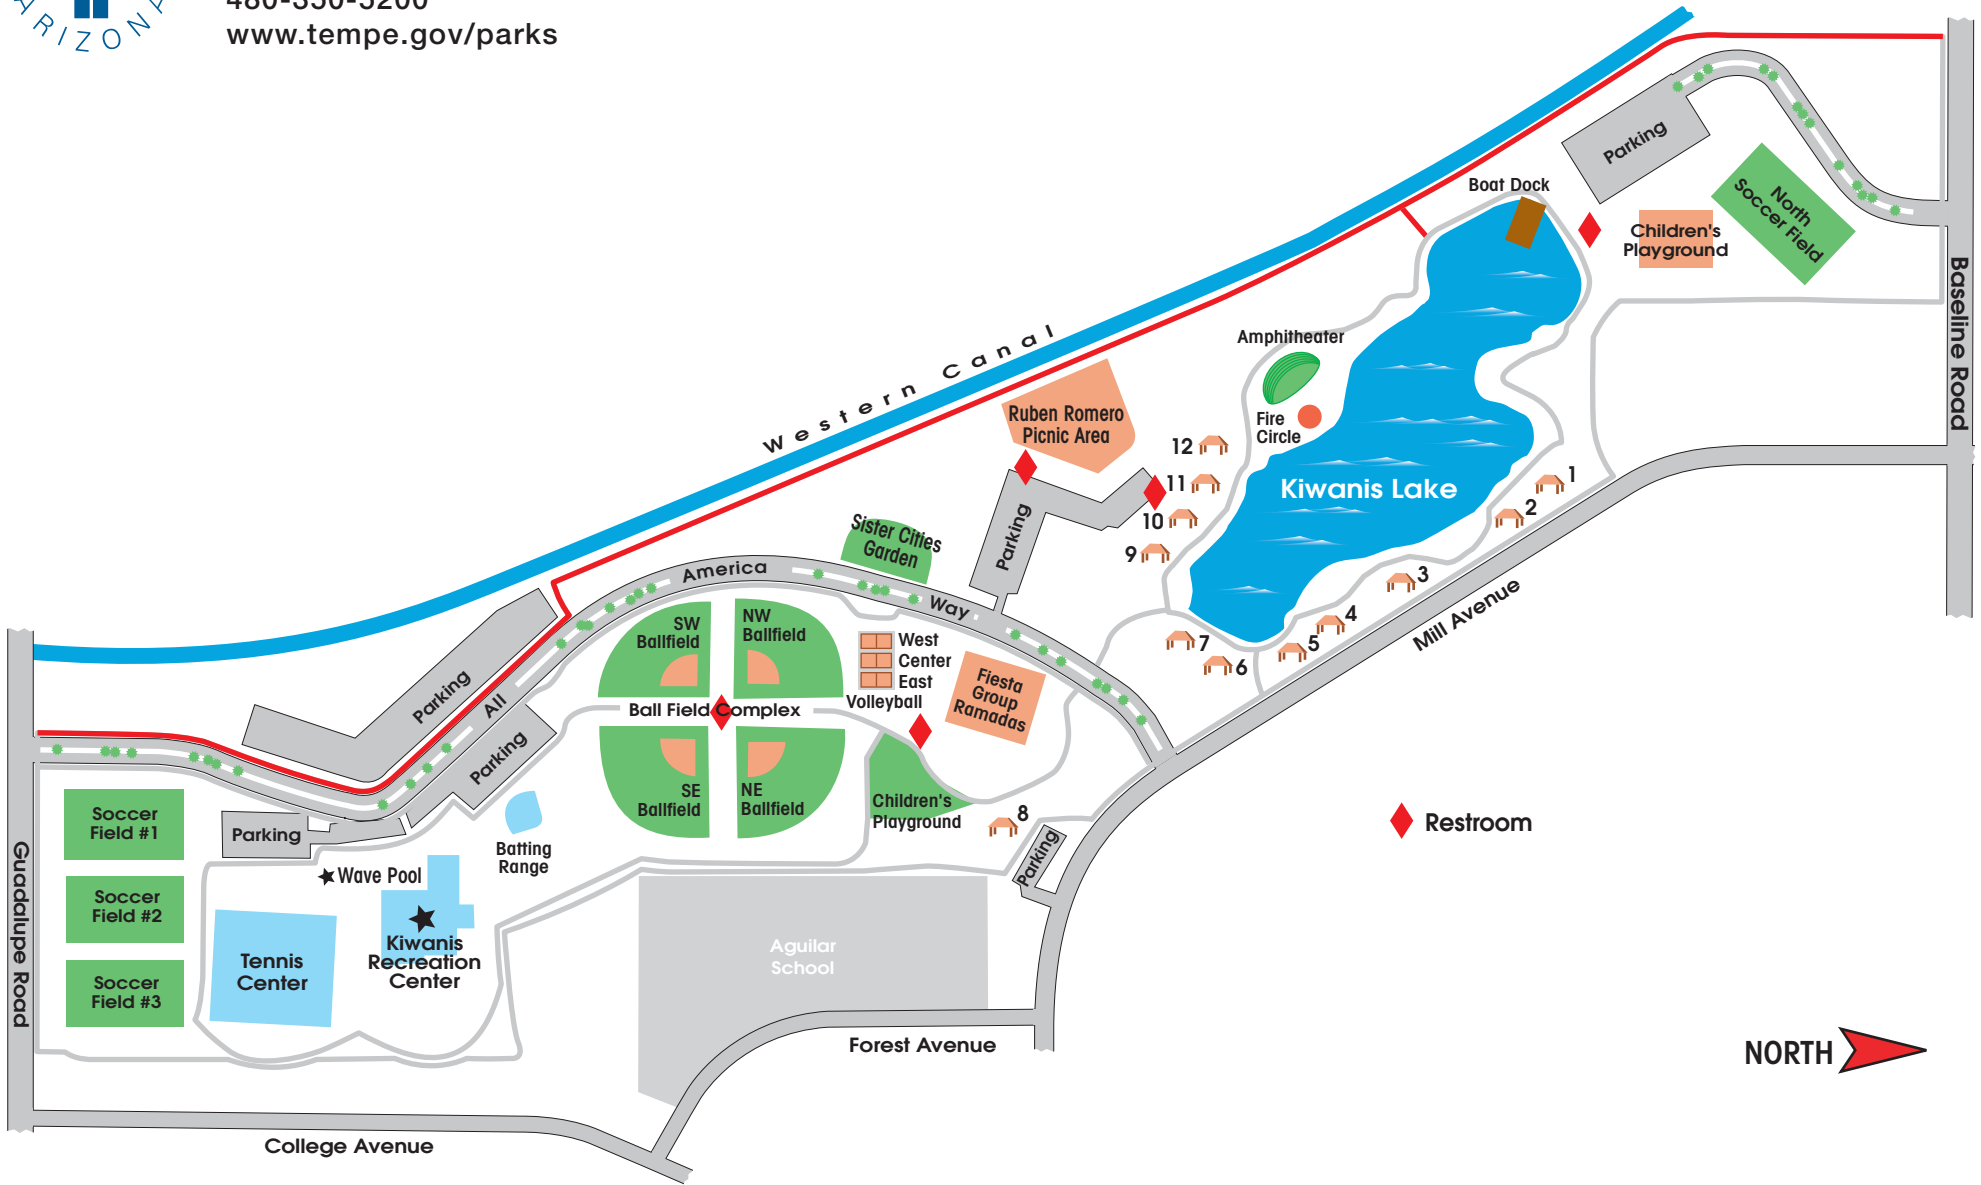 ARIZONA
480-350-5200
www.tempe.gov/parks
Western Canal
Boat Dock
Parking
North
Soccer Field
Children's
Playground
Baseline Road
Amphitheater
Fire
Circle
Ruben Romero
Picnic Area
12
11
10
9
Kiwanis Lake
1
2
3
4
5
6
7
Mill Avenue
Parking
Sister Cities
Garden
All America Way
SW
Ballfield
NW
Ballfield
West
Center
East
Volleyball
Fiesta
Group
Ramadas
Ball Field Complex
SE
Ballfield
NE
Ballfield
Children's
Playground
8
Parking
Parking
Parking
Parking
Batting
Range
Soccer
Field #1
Soccer
Field #2
Soccer
Field #3
Guadalupe Road
Wave Pool
Tennis
Center
Kiwanis
Recreation
Center
Aguilar
School
Restroom
Forest Avenue
College Avenue
NORTH